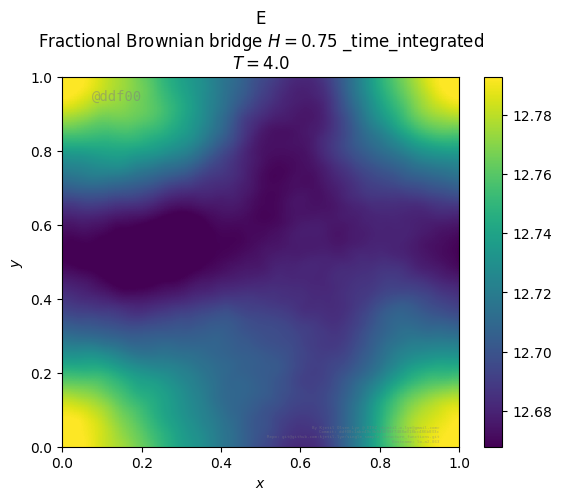 E
Fractional Brownian bridge H = 0.75 _time_integrated
T = 4.0
@ddf00
1.0
0.8
0.6
0.4
0.2
0.0
y
0.0 0.2 0.4 0.6 0.8 1.0
x
12.78
12.76
12.74
12.72
12.70
12.68